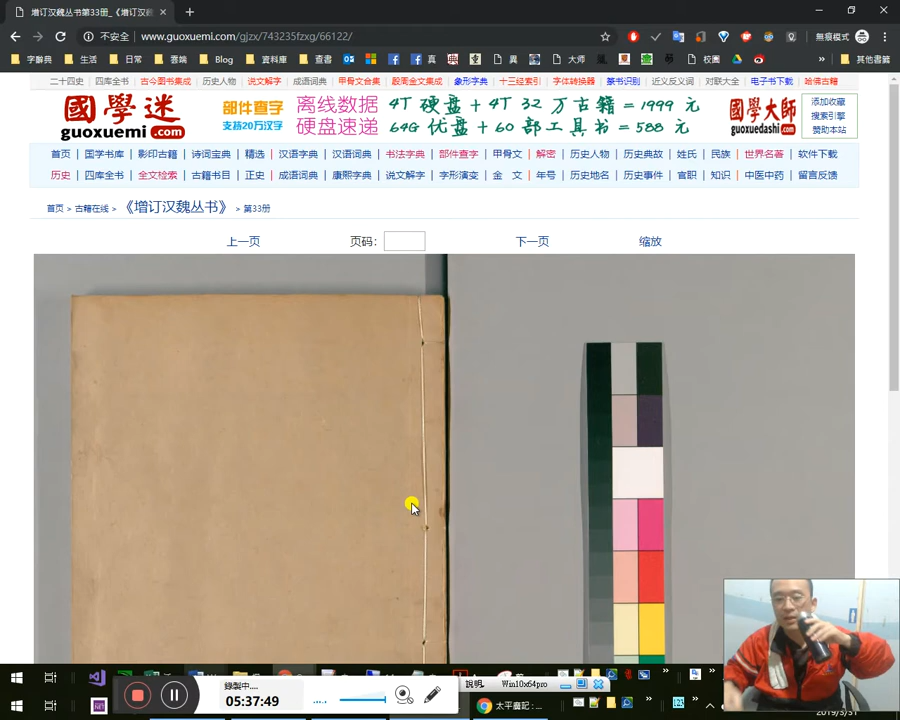 增订汉魏丛书第33册_《增订汉魏
不安全 www.guoxuemi.com/gjzx/743235fzxg/66122/
無痕模式
字辭典 生活 日常 雲端 Blog 資料庫 查書 真 異 大師 校園 其他書籤
二十四史 四库全书 古今图书集成 历史人物 说文解字 成语词典 甲骨文合集 殷周金文集成 象形字典 十三经索引 字体转换器 篆书识别 近义反义词 对联大全 电子书下载 哈佛古籍
國學迷
guoxuemi.com
部件查字
支持20万汉字
离线数据
硬盘速递
4T 硬盘+4T 32 万古籍=1999 元
64G 优盘+60 部工具书=588 元
國學大師
guoxuedashi.com
添加收藏
搜索引擎
赞助本站
首页 | 国学书库 | 影印古籍 | 诗词宝典 | 精选 | 汉语字典 | 汉语词典 | 书法字典 | 部件查字 | 甲骨文 | 解密 | 历史人物 | 历史典故 | 姓氏 | 民族 | 世界名著 | 软件下载
历史 | 四库全书 | 全文检索 | 古籍书目 | 正史 | 成语词典 | 康熙字典 | 说文解字 | 字形演变 | 金 文 | 年号 | 历史地名 | 历史事件 | 官职 | 知识 | 中医中药 | 留言反馈
首页 > 古籍在线 > 《增订汉魏丛书》 > 第33册
上一页 页码: 下一页 缩放
錄製中....
05:37:49
說明. Win10x64pro
太平廣記：
2019/3/31